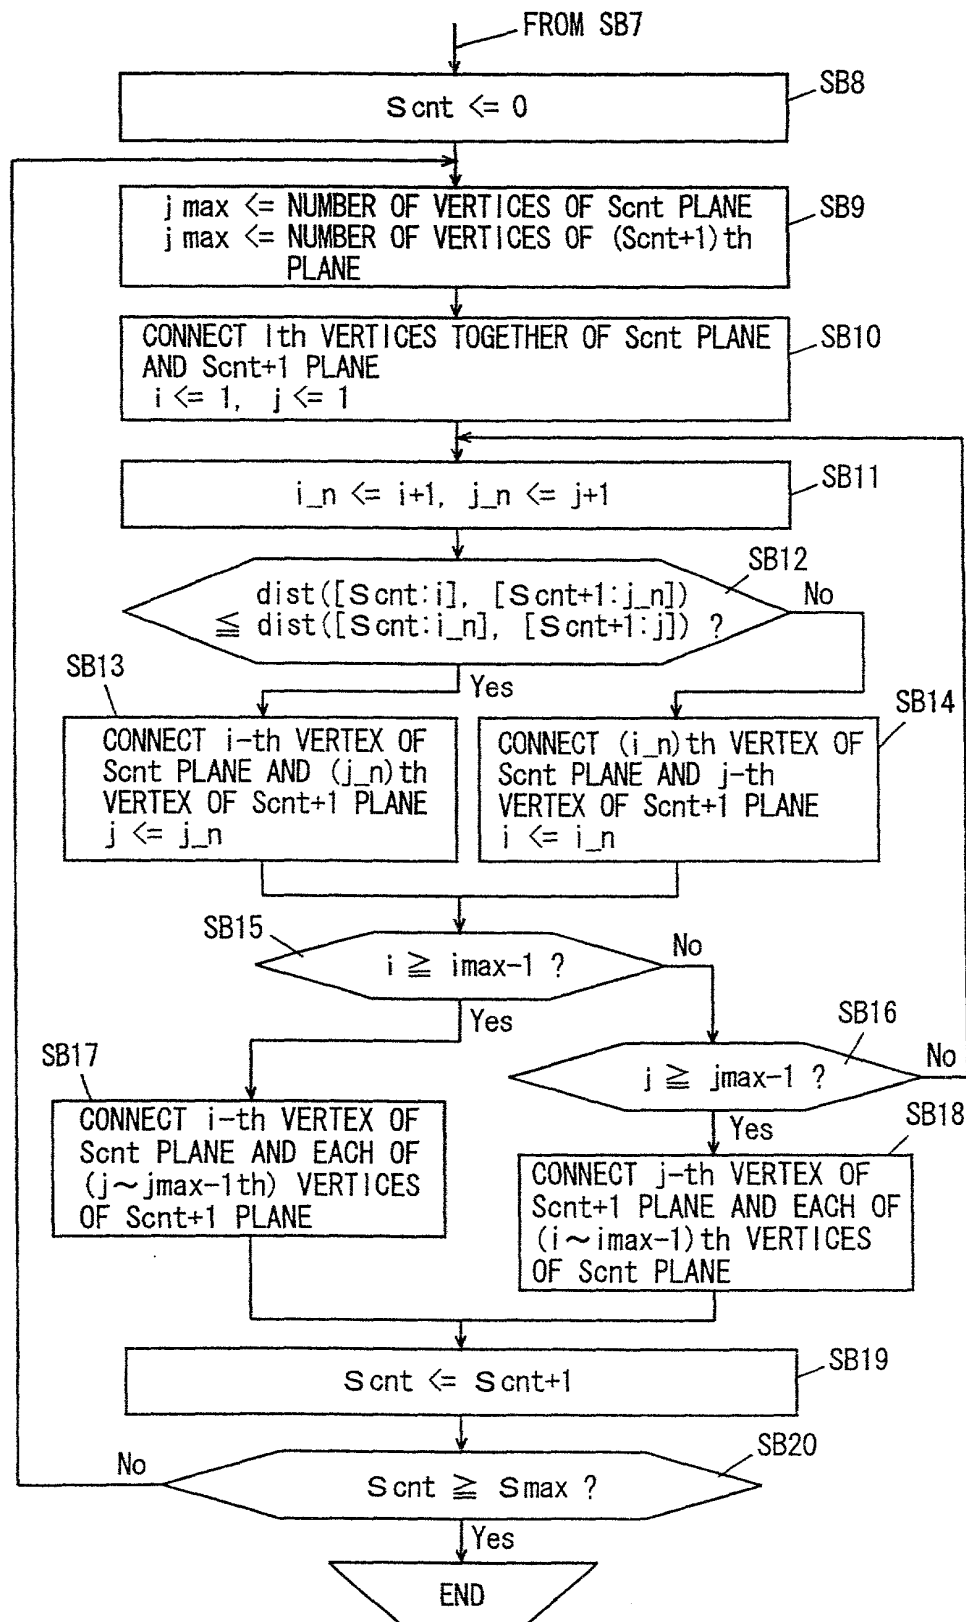 FROM SB7
SB8
Scnt <= 0
SB9
j max <= NUMBER OF VERTICES OF Scnt PLANE
j max <= NUMBER OF VERTICES OF (Scnt+1)th
PLANE
SB10
CONNECT 1th VERTICES TOGETHER OF Scnt PLANE
AND Scnt+1 PLANE
i <= 1, j <= 1
SB11
i_n <= i+1, j_n <= j+1
SB12
dist([Scnt:i], [Scnt+1:j_n])
≦ dist([Scnt:i_n], [Scnt+1:j]) ?
No
Yes
SB13
CONNECT i-th VERTEX OF
Scnt PLANE AND (j_n)th
VERTEX OF Scnt+1 PLANE
j <= j_n
SB14
CONNECT (i_n)th VERTEX OF
Scnt PLANE AND j-th
VERTEX OF Scnt+1 PLANE
i <= i_n
SB15
i ≧ imax-1 ?
No
Yes
SB16
j ≧ jmax-1 ?
No
Yes
SB17
CONNECT i-th VERTEX OF
Scnt PLANE AND EACH OF
(j~jmax-1th) VERTICES
OF Scnt+1 PLANE
SB18
CONNECT j-th VERTEX OF
Scnt+1 PLANE AND EACH OF
(i~imax-1)th VERTICES
OF Scnt PLANE
SB19
Scnt <= Scnt+1
SB20
Scnt ≧ Smax ?
No
Yes
END